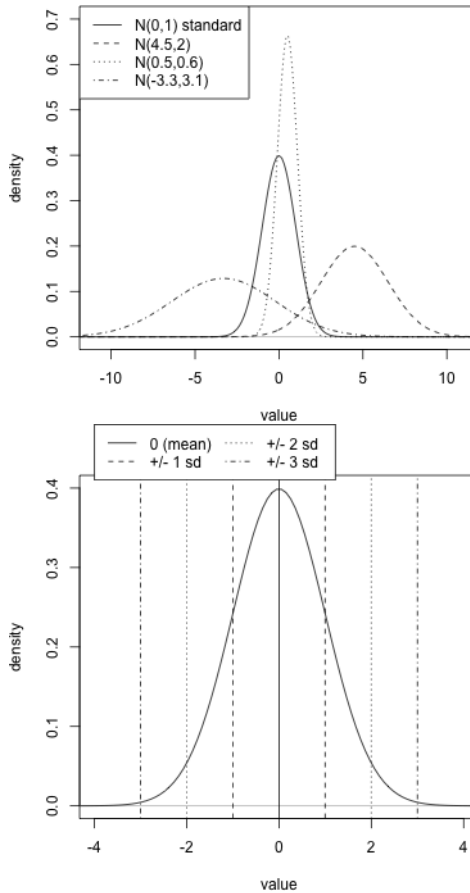 N(0,1) standard
N(4.5,2)
N(0.5,0.6)
N(-3.3,3.1)
0.7
0.6
0.5
0.4
0.3
0.2
0.1
0.0
density
-10 -5 0 5 10
value
0 (mean) +/- 2 sd
+/- 1 sd +/- 3 sd
0.4
0.3
0.2
0.1
0.0
density
-4 -2 0 2 4
value